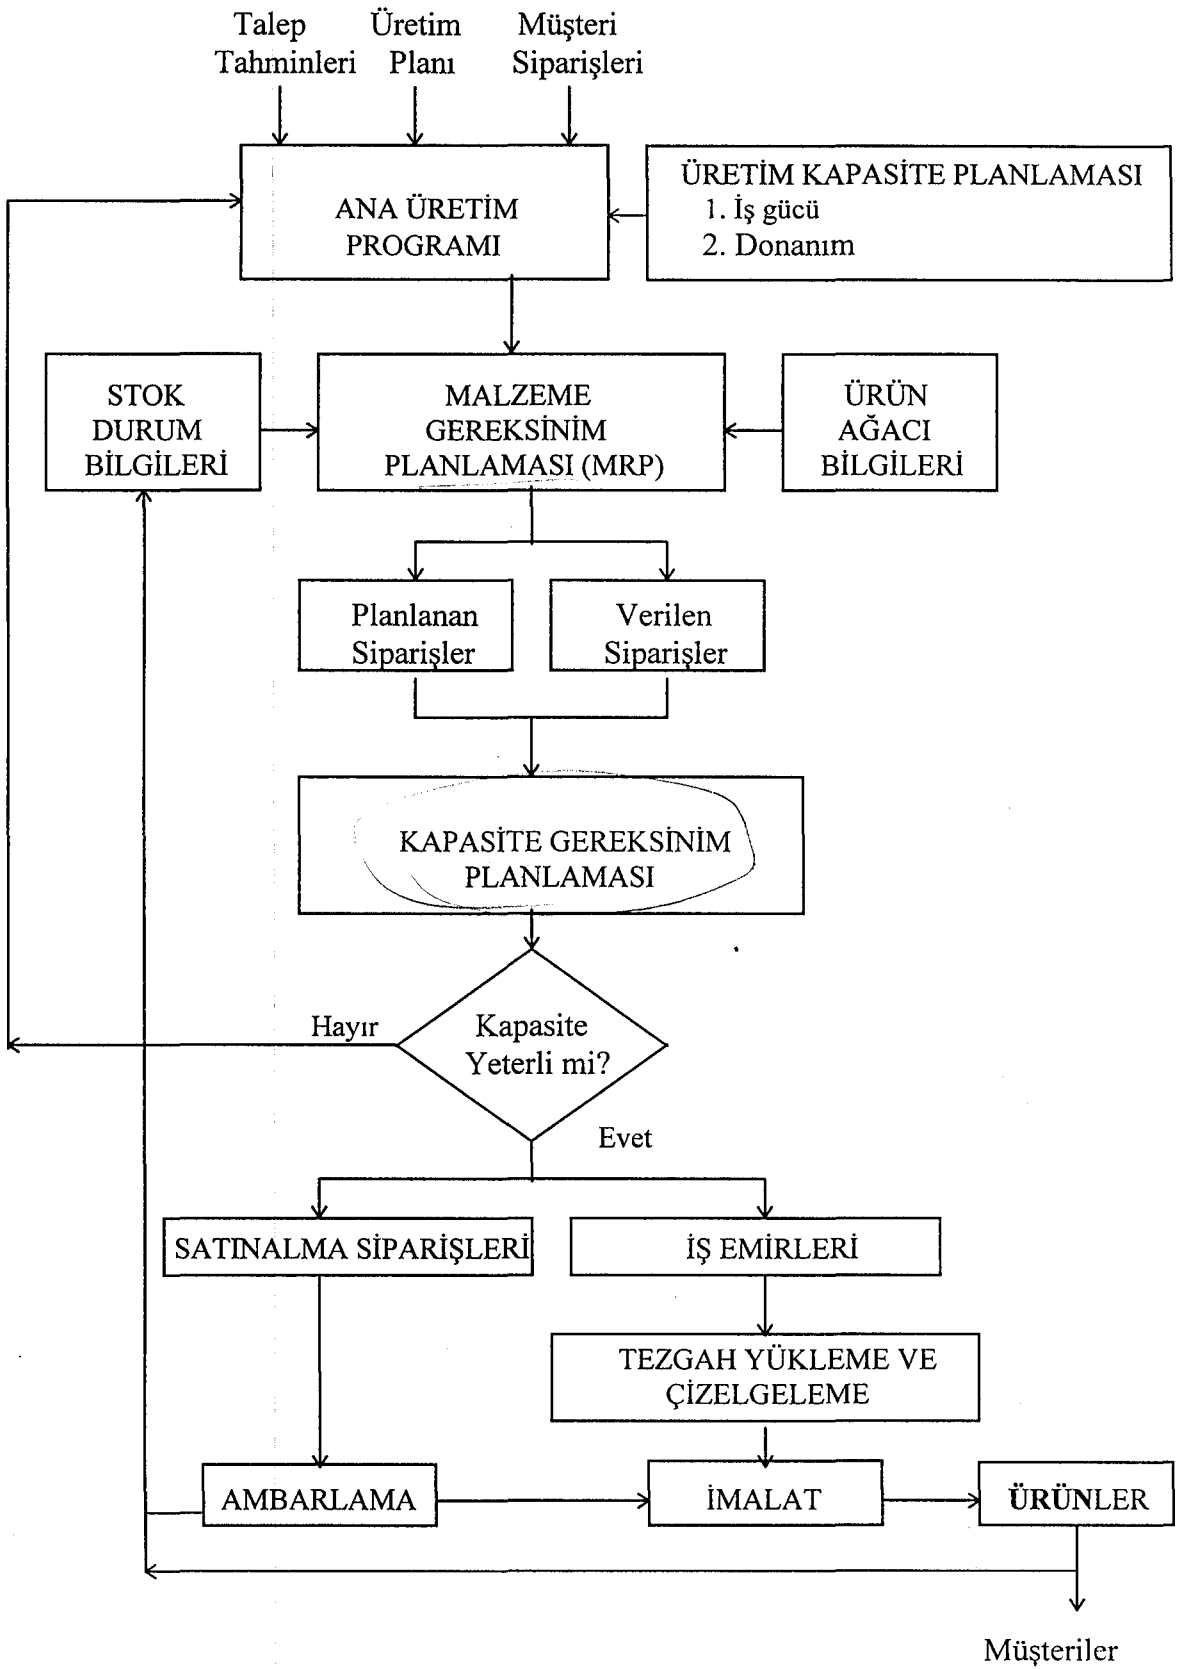 Talep
Tahminleri
Üretim
Planı
Müşteri
Siparişleri
ANA ÜRETİM
PROGRAMI
ÜRETİM KAPASİTE PLANLAMASI
1. İş gücü
2. Donanım
STOK
DURUM
BİLGİLERİ
MALZEME
GEREKSİNİM
PLANLAMASI (MRP)
ÜRÜN
AĞACI
BİLGİLERİ
Planlanan
Siparişler
Verilen
Siparişler
KAPASİTE GEREKSİNİM
PLANLAMASI
Hayır
Kapasite
Yeterli mi?
Evet
SATINALMA SİPARİŞLERİ
İŞ EMİRLERİ
TEZGAH YÜKLEME VE
ÇİZELGELEME
AMBARLAMA
İMALAT
ÜRÜNLER
Müşteriler